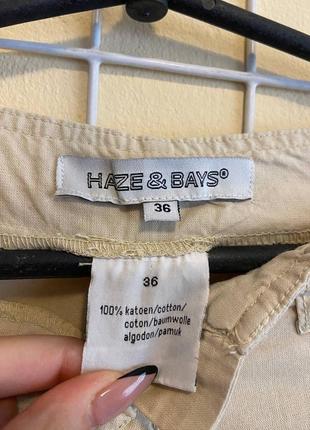 HAZE & BAYS®
36
36
100% katoen/cotton/
coton/baumwolle
algodon/pamuk